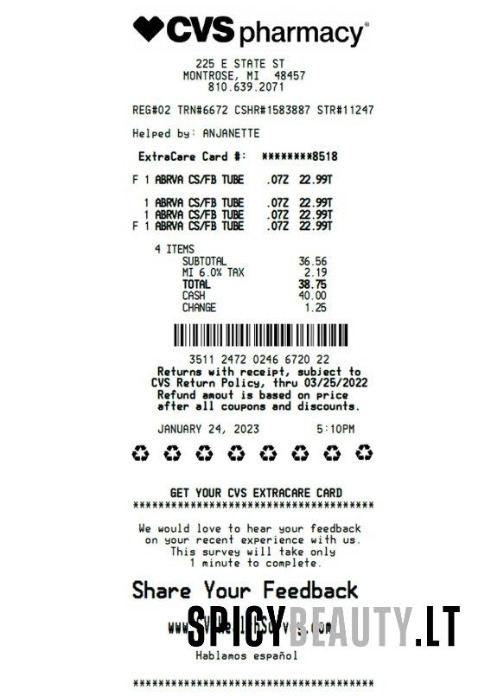 CVS pharmacy®
225 E STATE ST
MONTROSE, MI 48457
810.639.2071
REG#02 TRN#6672 CSHR#1583887 STR#11247
Helped by: ANJANETTE
ExtraCare Card #: ********8518
F 1 ABRVA CS/FB TUBE .07Z 22.99T
1 ABRVA CS/FB TUBE .07Z 22.99T
1 ABRVA CS/FB TUBE .07Z 22.99T
F 1 ABRVA CS/FB TUBE .07Z 22.99T
4 ITEMS
SUBTOTAL 36.56
MI 6.0% TAX 2.19
TOTAL 38.75
CASH 40.00
CHANGE 1.25
3511 2472 0246 6720 22
Returns with receipt, subject to
CVS Return Policy, thru 03/25/2022
Refund amout is based on price
after all coupons and discounts.
JANUARY 24, 2023 5:10PM
GET YOUR CVS EXTRACARE CARD
**************************************
We would love to hear your feedback
on your recent experience with us.
This survey will take only
1 minute to complete.
Share Your Feedback
SPICYBEAUTY.LT
Hablamos español
**************************************